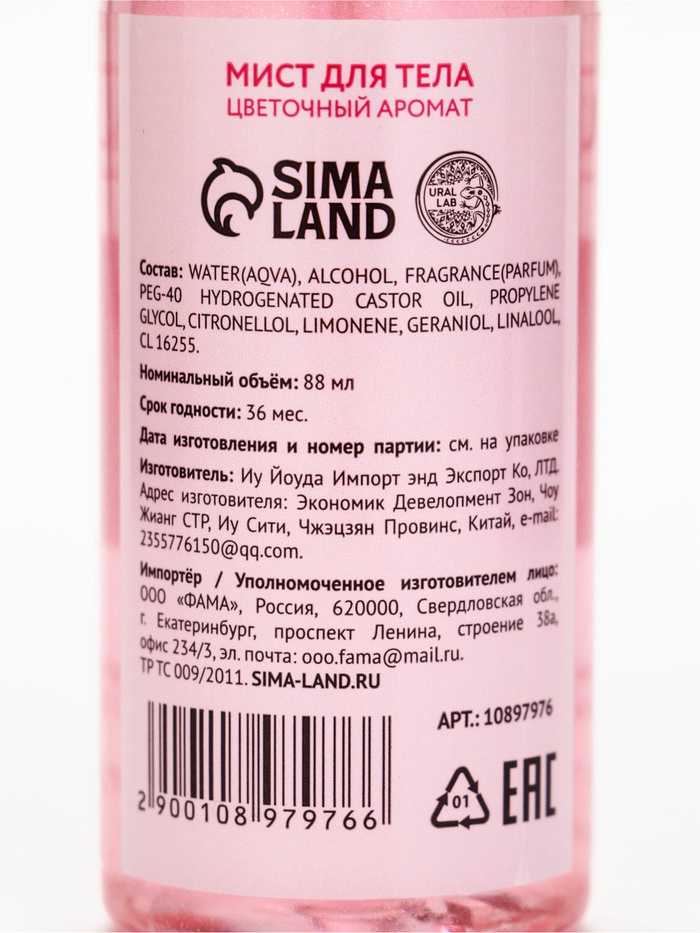 МИСТ ДЛЯ ТЕЛА
ЦВЕТОЧНЫЙ АРОМАТ
SIMA
LAND
URAL
LAB
Состав: WATER(AQVA), ALCOHOL, FRAGRANCE(PARFUM),
PEG-40 HYDROGENATED CASTOR OIL, PROPYLENE
GLYCOL, CITRONELLOL, LIMONENE, GERANIOL, LINALOOL,
CL 16255.
Номинальный объём: 88 мл
Срок годности: 36 мес.
Дата изготовления и номер партии: см. на упаковке
Изготовитель: Иу Йоуда Импорт энд Экспорт Ко, ЛТД.
Адрес изготовителя: Экономик Девелопмент Зон, Чоу
Жианг СТР, Иу Сити, Чжэцзян Провинс, Китай, e-mail:
2355776150@qq.com.
Импортёр / Уполномоченное изготовителем лицо:
ООО «ФАМА», Россия, 620000, Свердловская обл.,
г. Екатеринбург, проспект Ленина, строение 38а,
офис 234/3, эл. почта: ooo.fama@mail.ru.
ТР ТС 009/2011. SIMA-LAND.RU
АРТ.: 10897976
2 900108 979766
01
EAC